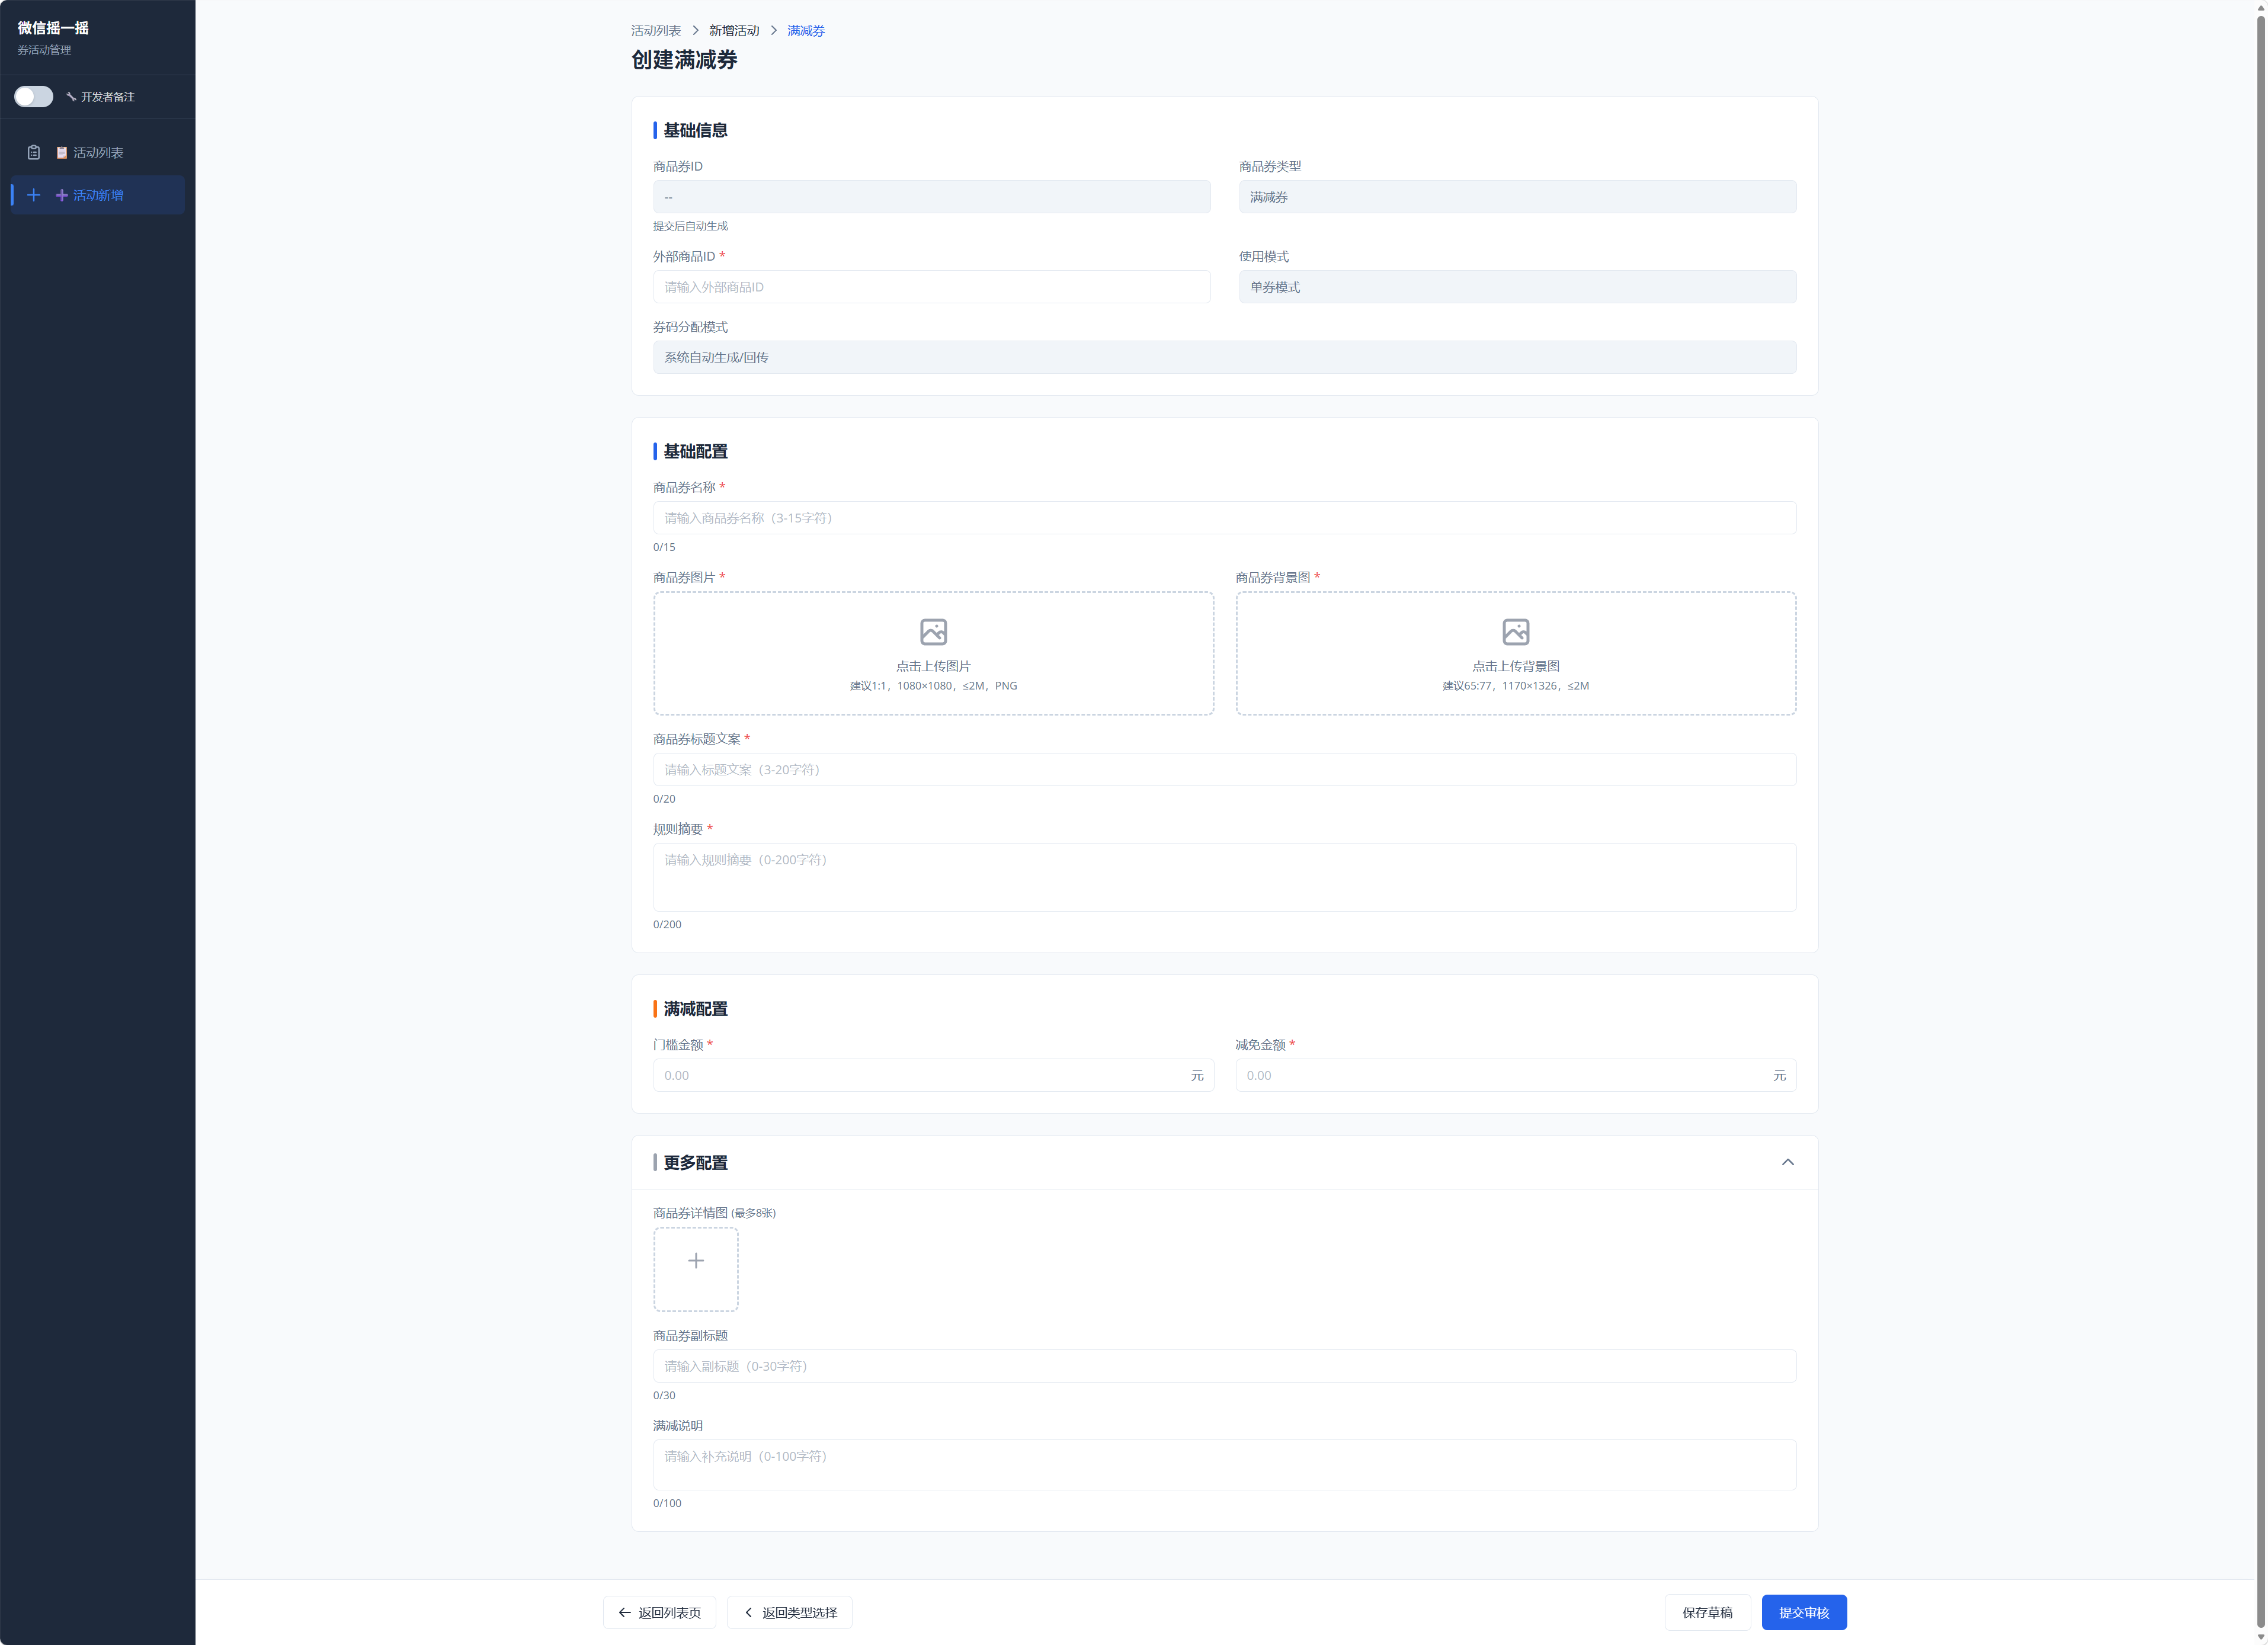 微信摇一摇
券活动管理
开发者备注
活动列表
活动新增
活动列表 > 新增活动 > 满减券
创建满减券
基础信息
商品券ID
--
提交后自动生成
商品券类型
满减券
外部商品ID *
请输入外部商品ID
使用模式
单券模式
券码分配模式
系统自动生成/回传
基础配置
商品券名称 *
请输入商品券名称（3-15字符）
0/15
商品券图片 *
点击上传图片
建议1:1，1080×1080，≤2M，PNG
商品券背景图 *
点击上传背景图
建议65:77，1170×1326，≤2M
商品券标题文案 *
请输入标题文案（3-20字符）
0/20
规则摘要 *
请输入规则摘要（0-200字符）
0/200
满减配置
门槛金额 *
0.00 元
减免金额 *
0.00 元
更多配置
商品券详情图 (最多8张)
商品券副标题
请输入副标题（0-30字符）
0/30
满减说明
请输入补充说明（0-100字符）
0/100
返回列表页
返回类型选择
保存草稿
提交审核